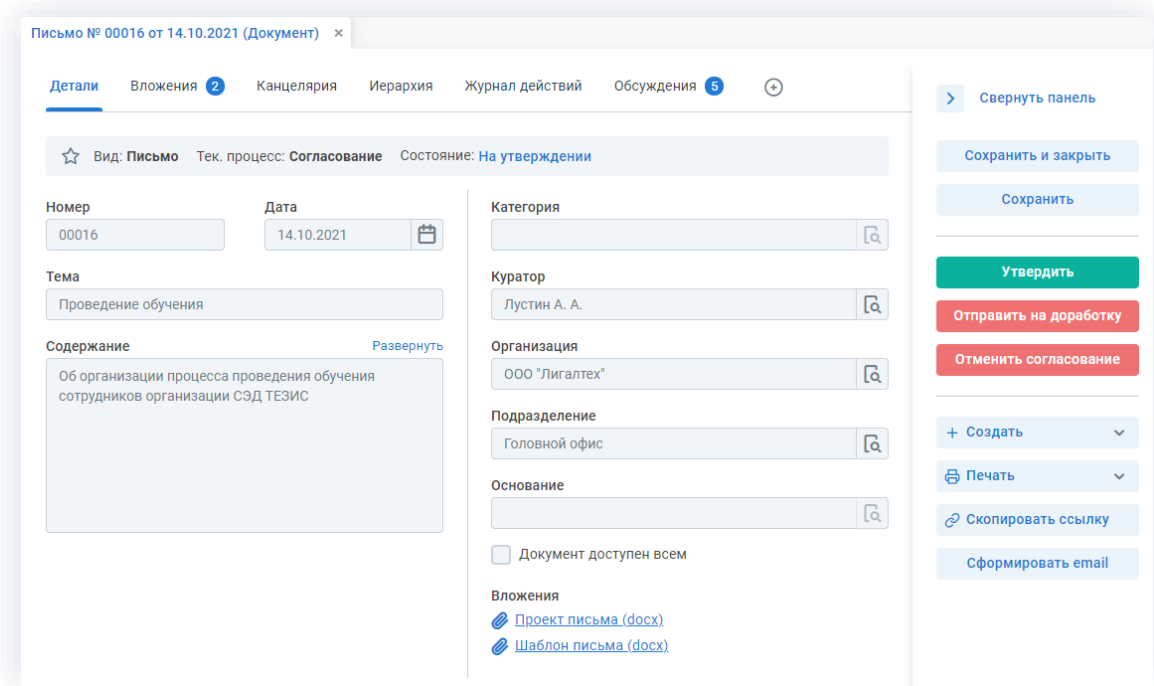 Письмо № 00016 от 14.10.2021 (Документ) ×
Детали Вложения 2 Канцелярия Иерархия Журнал действий Обсуждения 5
Вид: Письмо Тек. процесс: Согласование Состояние: На утверждении
Номер Дата
00016 14.10.2021
Тема
Проведение обучения
Содержание Развернуть
Об организации процесса проведения обучения
сотрудников организации СЭД ТЕЗИС
Категория
Куратор
Лустин А. А.
Организация
ООО "Лигалтех"
Подразделение
Головной офис
Основание
Документ доступен всем
Вложения
Проект письма (docx)
Шаблон письма (docx)
Свернуть панель
Сохранить и закрыть
Сохранить
Утвердить
Отправить на доработку
Отменить согласование
+ Создать
Печать
Скопировать ссылку
Сформировать email